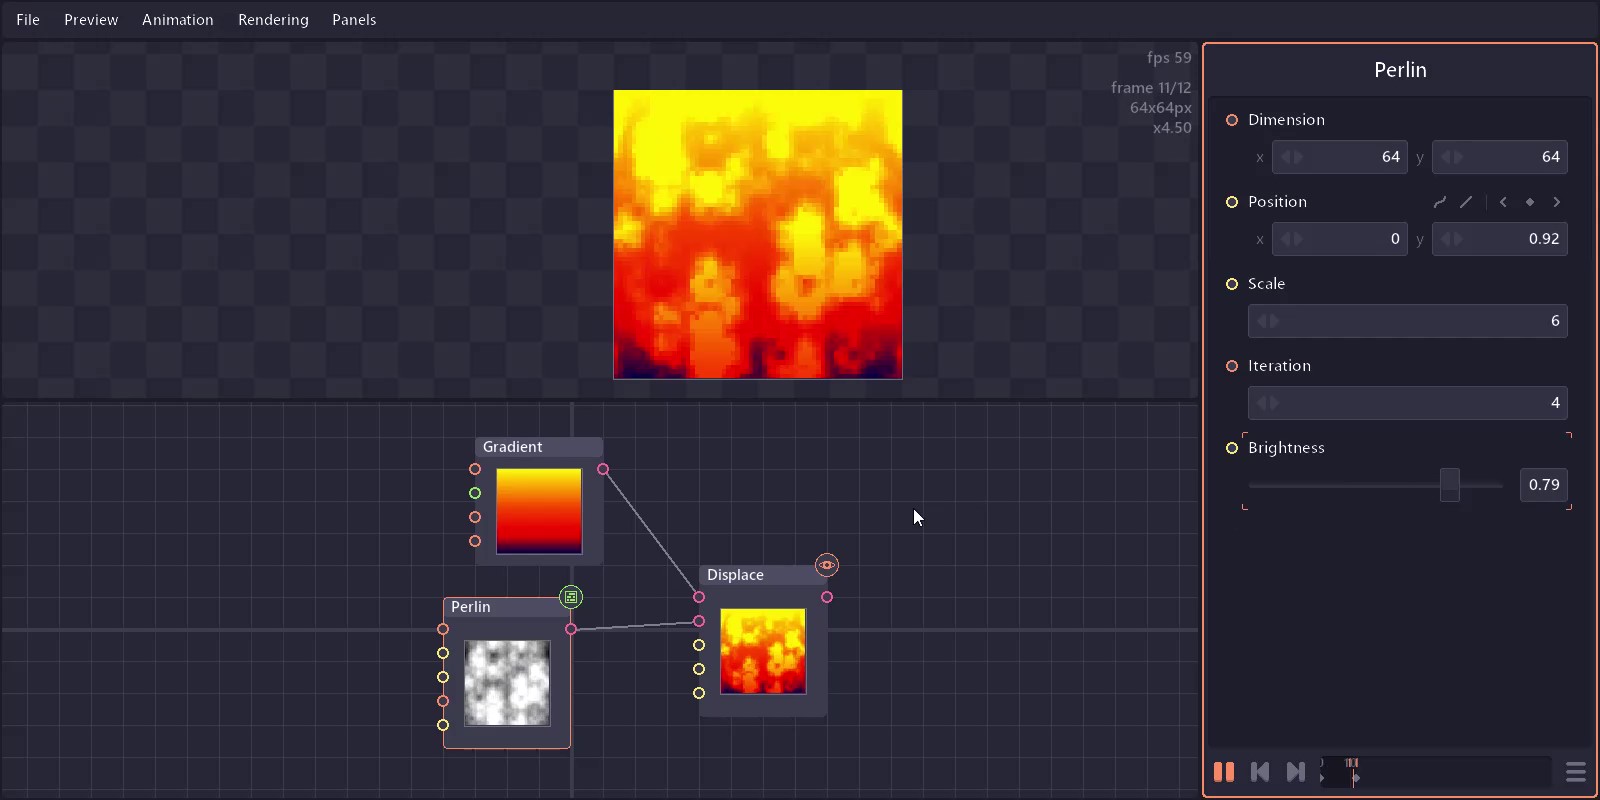 File Preview Animation Rendering Panels
fps 59
frame 11/12
64x64px
x4.50
Gradient
Perlin
Displace
Perlin
Dimension
x 64 y 64
Position
x 0 y 0.92
Scale
6
Iteration
4
Brightness
0.79